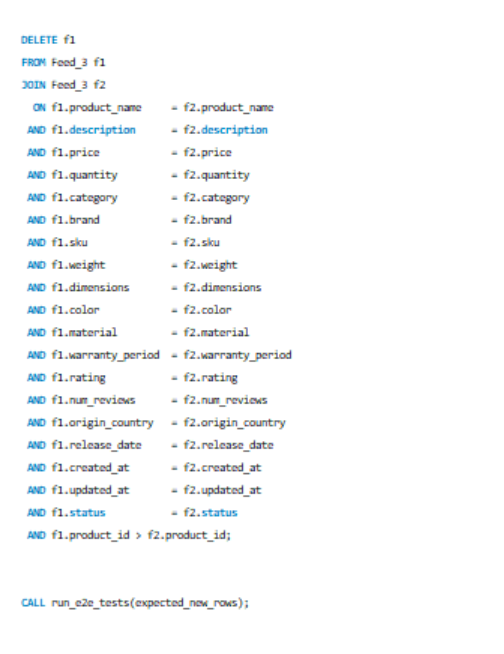 DELETE f1
FROM Feed_3 f1
JOIN Feed_3 f2
ON f1.product_name = f2.product_name
AND f1.description = f2.description
AND f1.price = f2.price
AND f1.quantity = f2.quantity
AND f1.category = f2.category
AND f1.brand = f2.brand
AND f1.sku = f2.sku
AND f1.weight = f2.weight
AND f1.dimensions = f2.dimensions
AND f1.color = f2.color
AND f1.material = f2.material
AND f1.warranty_period = f2.warranty_period
AND f1.rating = f2.rating
AND f1.num_reviews = f2.num_reviews
AND f1.origin_country = f2.origin_country
AND f1.release_date = f2.release_date
AND f1.created_at = f2.created_at
AND f1.updated_at = f2.updated_at
AND f1.status = f2.status
AND f1.product_id > f2.product_id;
CALL run_e2e_tests(expected_new_rows);